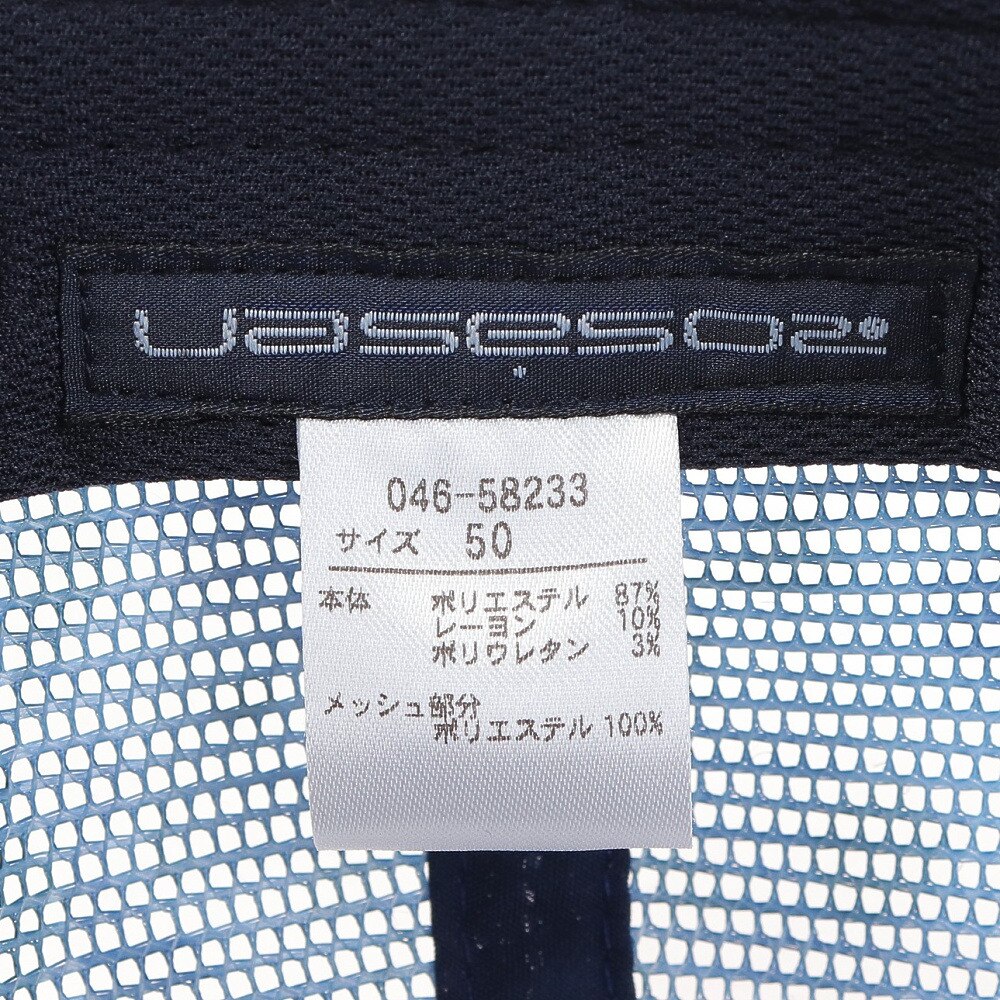 uasesoz
046-58233
サイズ 50
本体 ポリエステル 87%
レーヨン 10%
ポリウレタン 3%
メッシュ部分
ポリエステル 100%